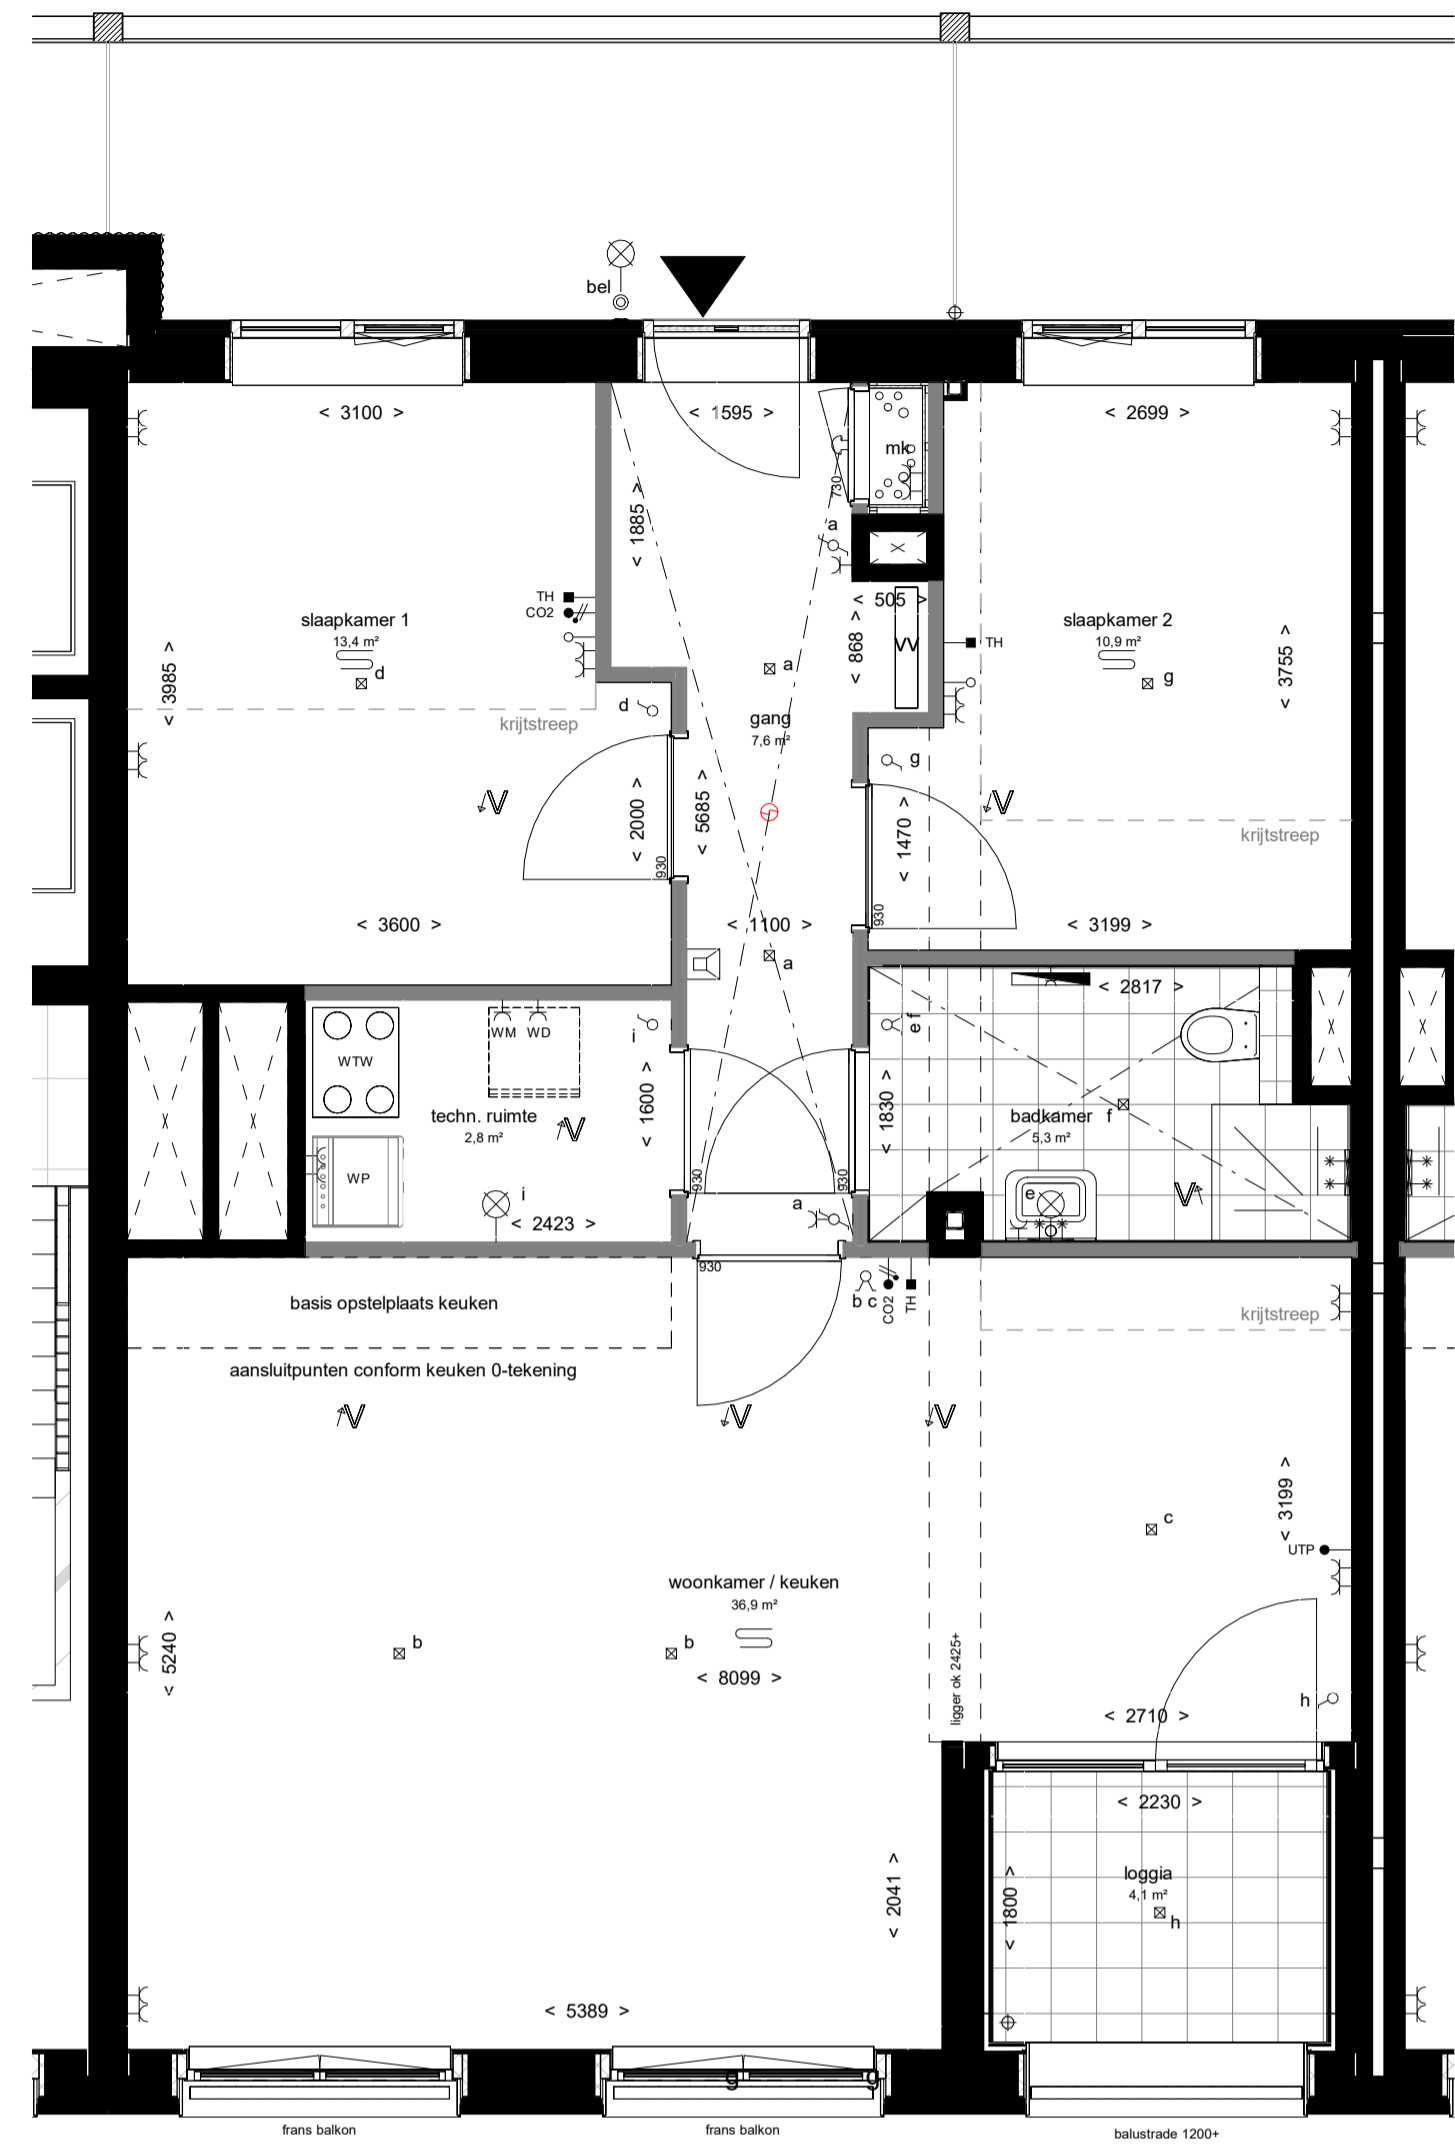 bel
< 3100 >
< 1595 >
< 2699 >
mk
730
< 1885 >
a
TH
CO2
< 505 >
slaapkamer 1
13,4 m²
d
slaapkamer 2
10,9 m²
g
TH
VV
< 868 >
< 3985 >
< 3755 >
a
d
krijtstreep
gang
7,6 m²
g
V
V
< 2000 >
< 5685 >
< 1470 >
krijtstreep
930
930
< 3600 >
< 1100 >
< 3199 >
a
< 2817 >
WM
WD
i
e f
WTW
techn. ruimte
2,8 m²
V
< 1600 >
< 1830 >
badkamer f
5,3 m²
WP
930
930
i
< 2423 >
a
e
V
930
basis opstelplaats keuken
b c
CO2
TH
krijtstreep
aansluitpunten conform keuken 0-tekening
V
V
V
< 3199 >
c
UTP
woonkamer / keuken
36,9 m²
b
b
< 5240 >
< 8099 >
ligger ok 2425+
h
< 2710 >
< 2230 >
loggia
4,1 m²
h
< 2041 >
< 1800 >
< 5389 >
g
g
frans balkon
frans balkon
balustrade 1200+